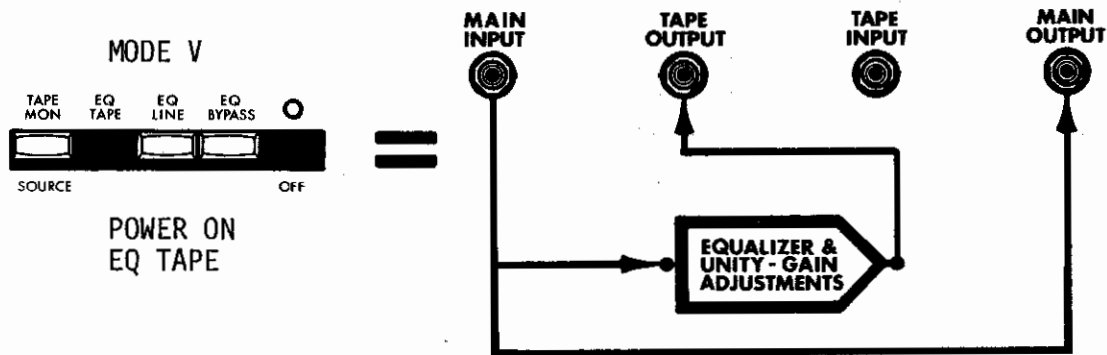 MODE V
TAPE MON
EQ TAPE
EQ LINE
EQ BYPASS
SOURCE
OFF
POWER ON
EQ TAPE
MAIN INPUT
TAPE OUTPUT
TAPE INPUT
MAIN OUTPUT
EQUALIZER &
UNITY - GAIN
ADJUSTMENTS